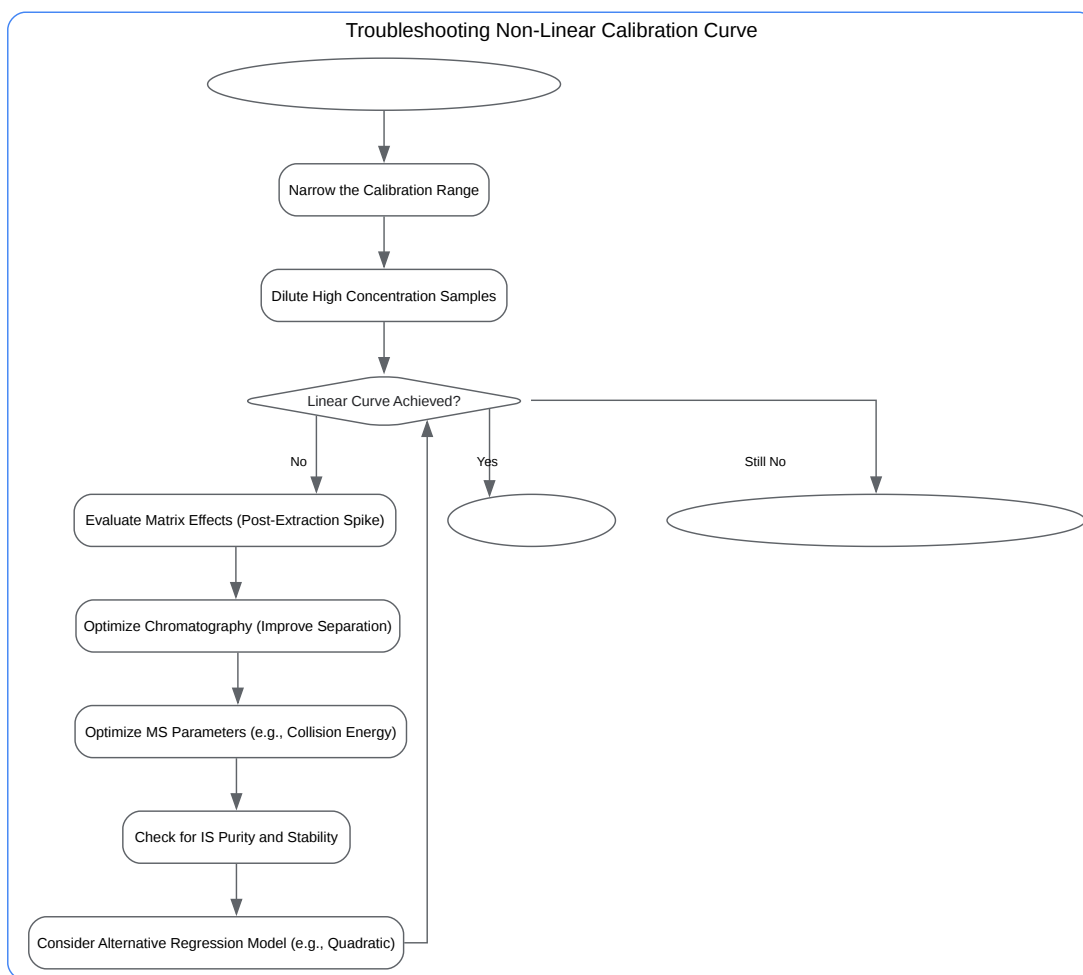 Troubleshooting Non-Linear Calibration Curve
Narrow the Calibration Range
Dilute High Concentration Samples
Linear Curve Achieved?
No
Yes
Still No
Evaluate Matrix Effects (Post-Extraction Spike)
Optimize Chromatography (Improve Separation)
Optimize MS Parameters (e.g., Collision Energy)
Check for IS Purity and Stability
Consider Alternative Regression Model (e.g., Quadratic)